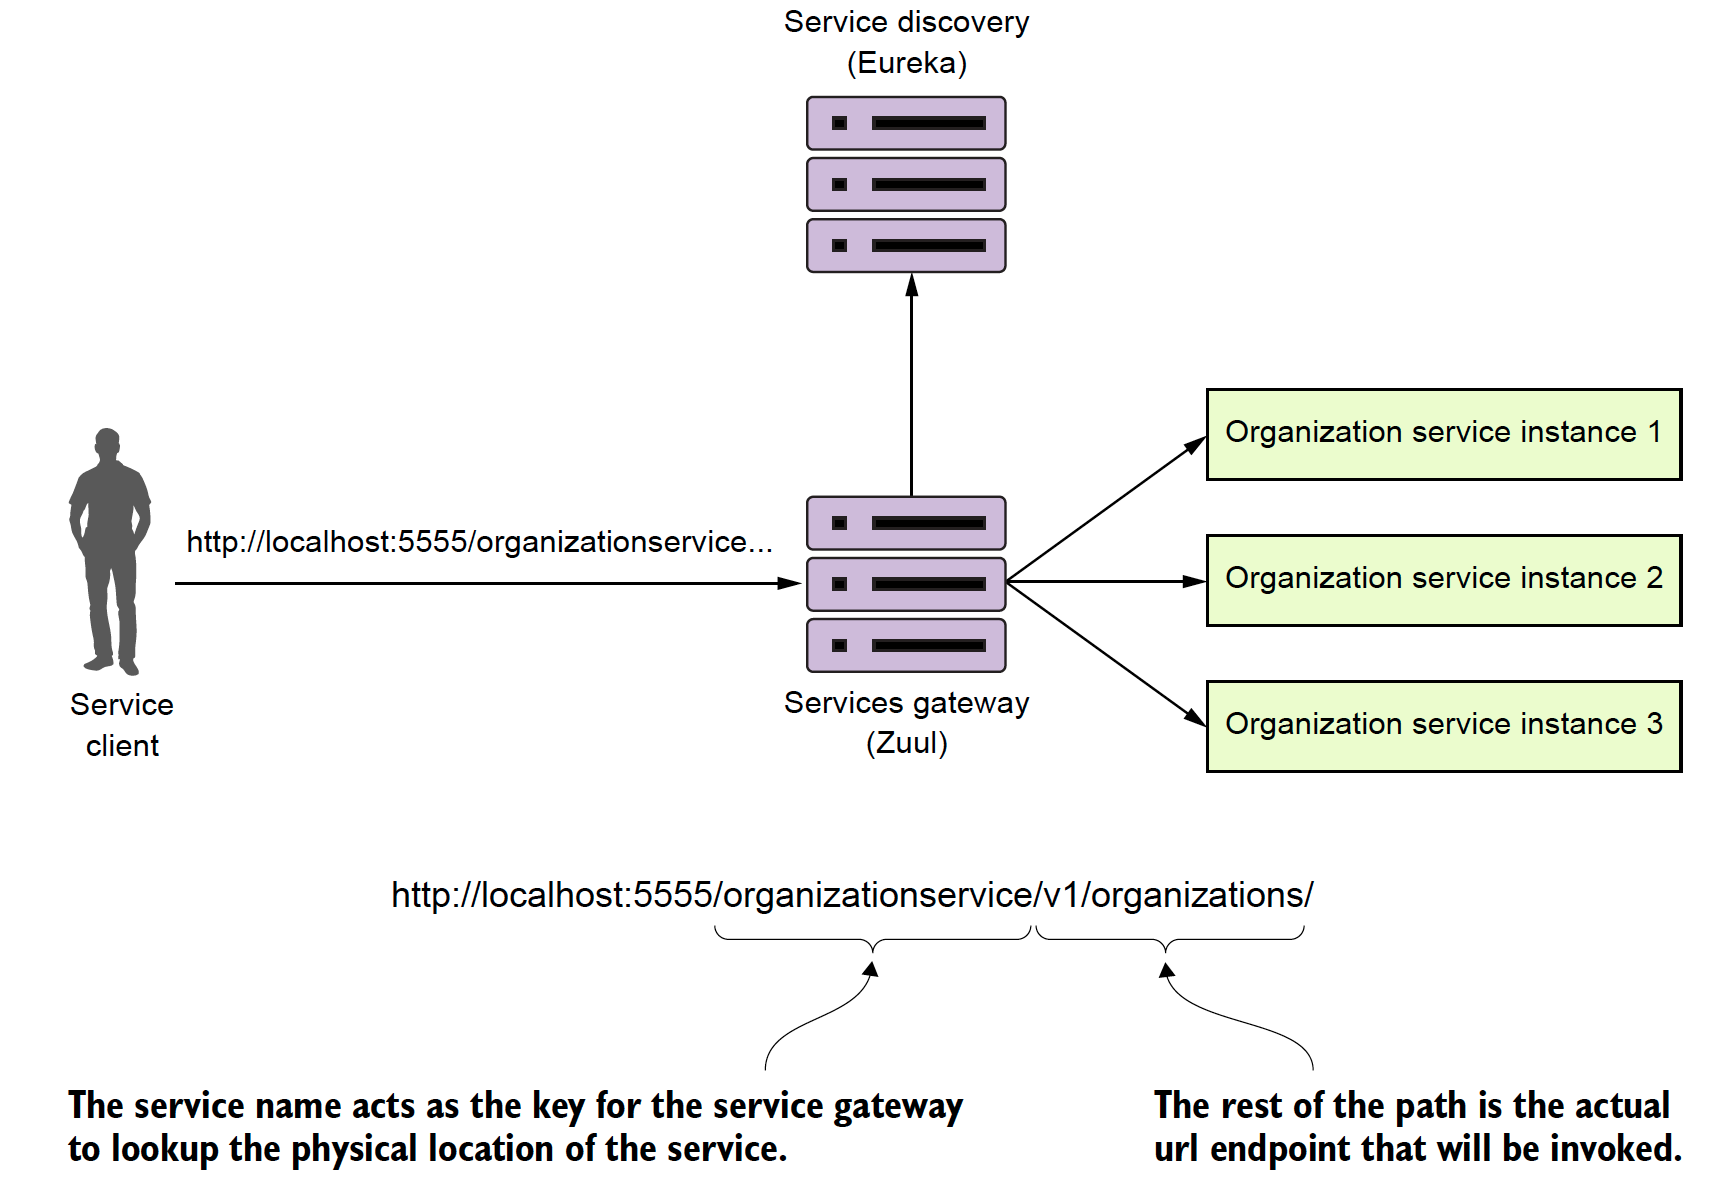 Service discovery
(Eureka)
Organization service instance 1
http://localhost:5555/organizationservice...
Organization service instance 2
Service
client
Services gateway
(Zuul)
Organization service instance 3
http://localhost:5555/organizationservice/v1/organizations/
The service name acts as the key for the service gateway
to lookup the physical location of the service.
The rest of the path is the actual
url endpoint that will be invoked.